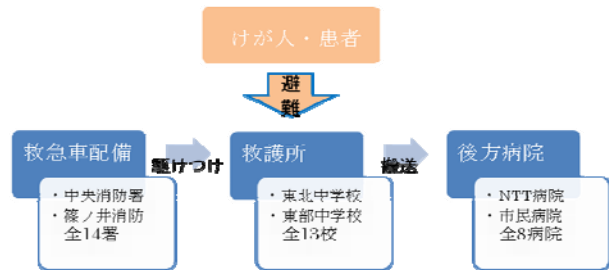 けが人・患者
避
難
救急車配備
駆けつけ
救護所
搬送
後方病院
・中央消防署
・篠ノ井消防
全14署
・東北中学校
・東部中学校
全13校
・NTT病院
・市民病院
全8病院